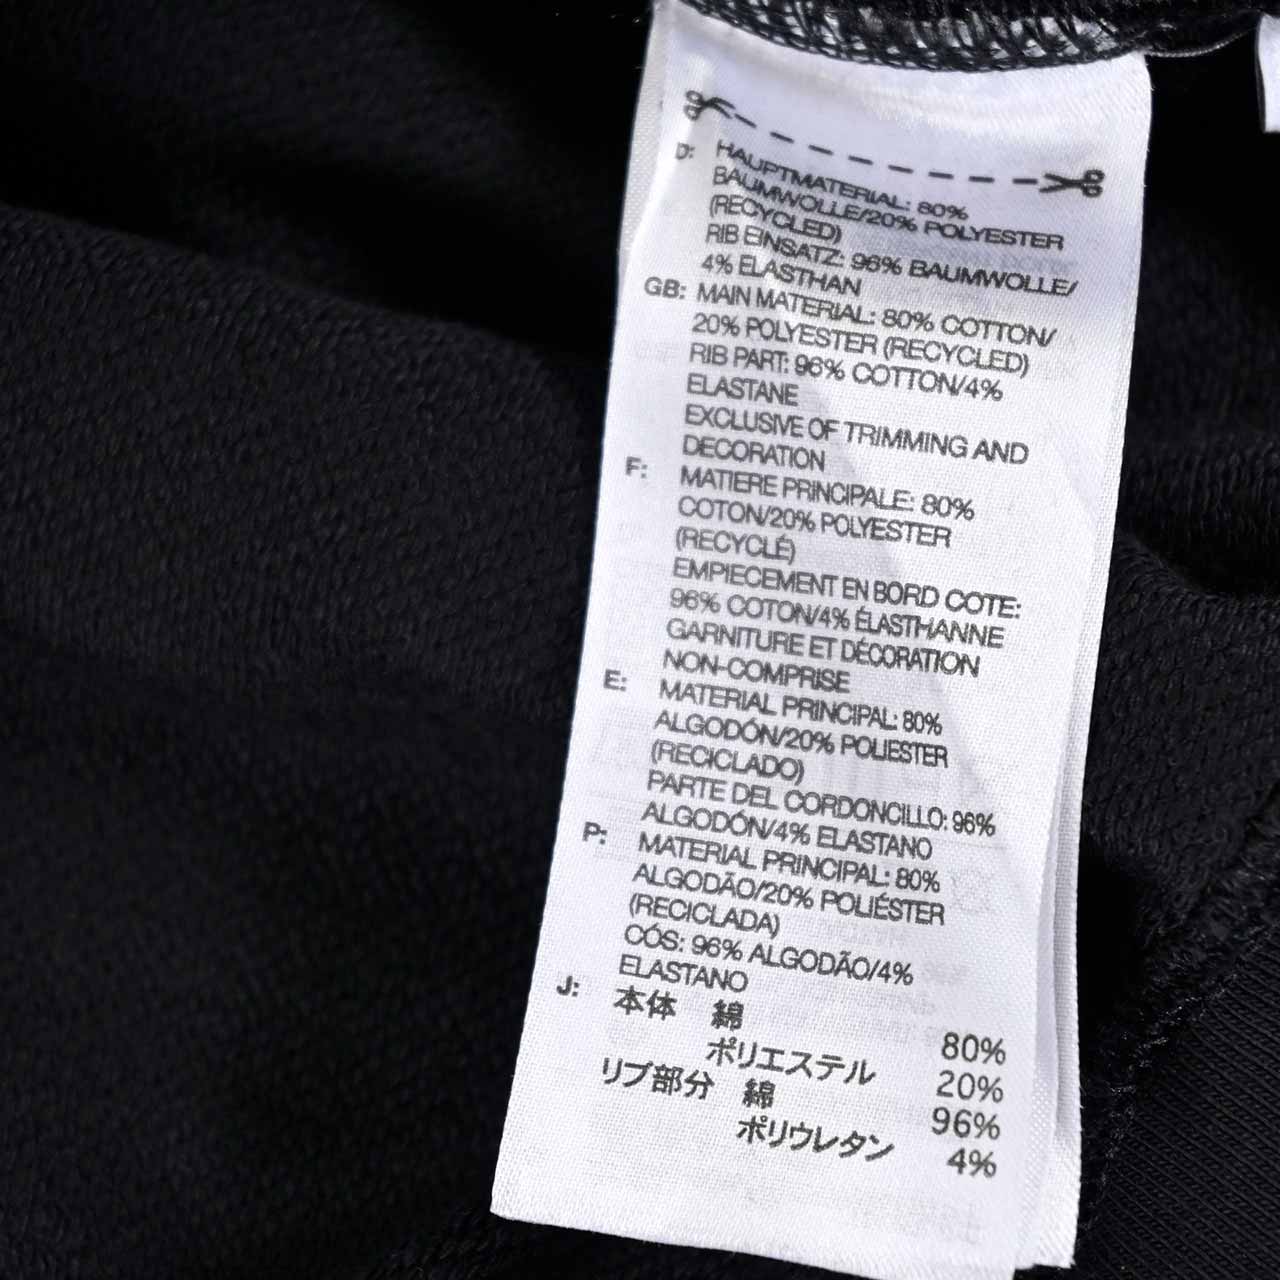 D: HAUPTMATERIAL: 80%
BAUMWOLLE/20% POLYESTER
(RECYCLED)
RIB EINSATZ: 96% BAUMWOLLE/
4% ELASTHAN
GB: MAIN MATERIAL: 80% COTTON/
20% POLYESTER (RECYCLED)
RIB PART: 96% COTTON/4%
ELASTANE
EXCLUSIVE OF TRIMMING AND
DECORATION
F: MATIERE PRINCIPALE: 80%
COTON/20% POLYESTER
(RECYCLÉ)
EMPIECEMENT EN BORD COTE:
96% COTON/4% ÉLASTHANNE
GARNITURE ET DÉCORATION
NON-COMPRISE
E: MATERIAL PRINCIPAL: 80%
ALGODÓN/20% POLIESTER
(RECICLADO)
PARTE DEL CORDONCILLO: 96%
ALGODÓN/4% ELASTANO
P: MATERIAL PRINCIPAL: 80%
ALGODÃO/20% POLIÉSTER
(RECICLADA)
CÓS: 96% ALGODÃO/4%
ELASTANO
J: 本体 綿 80%
ポリエステル 20%
リブ部分 綿 96%
ポリウレタン 4%